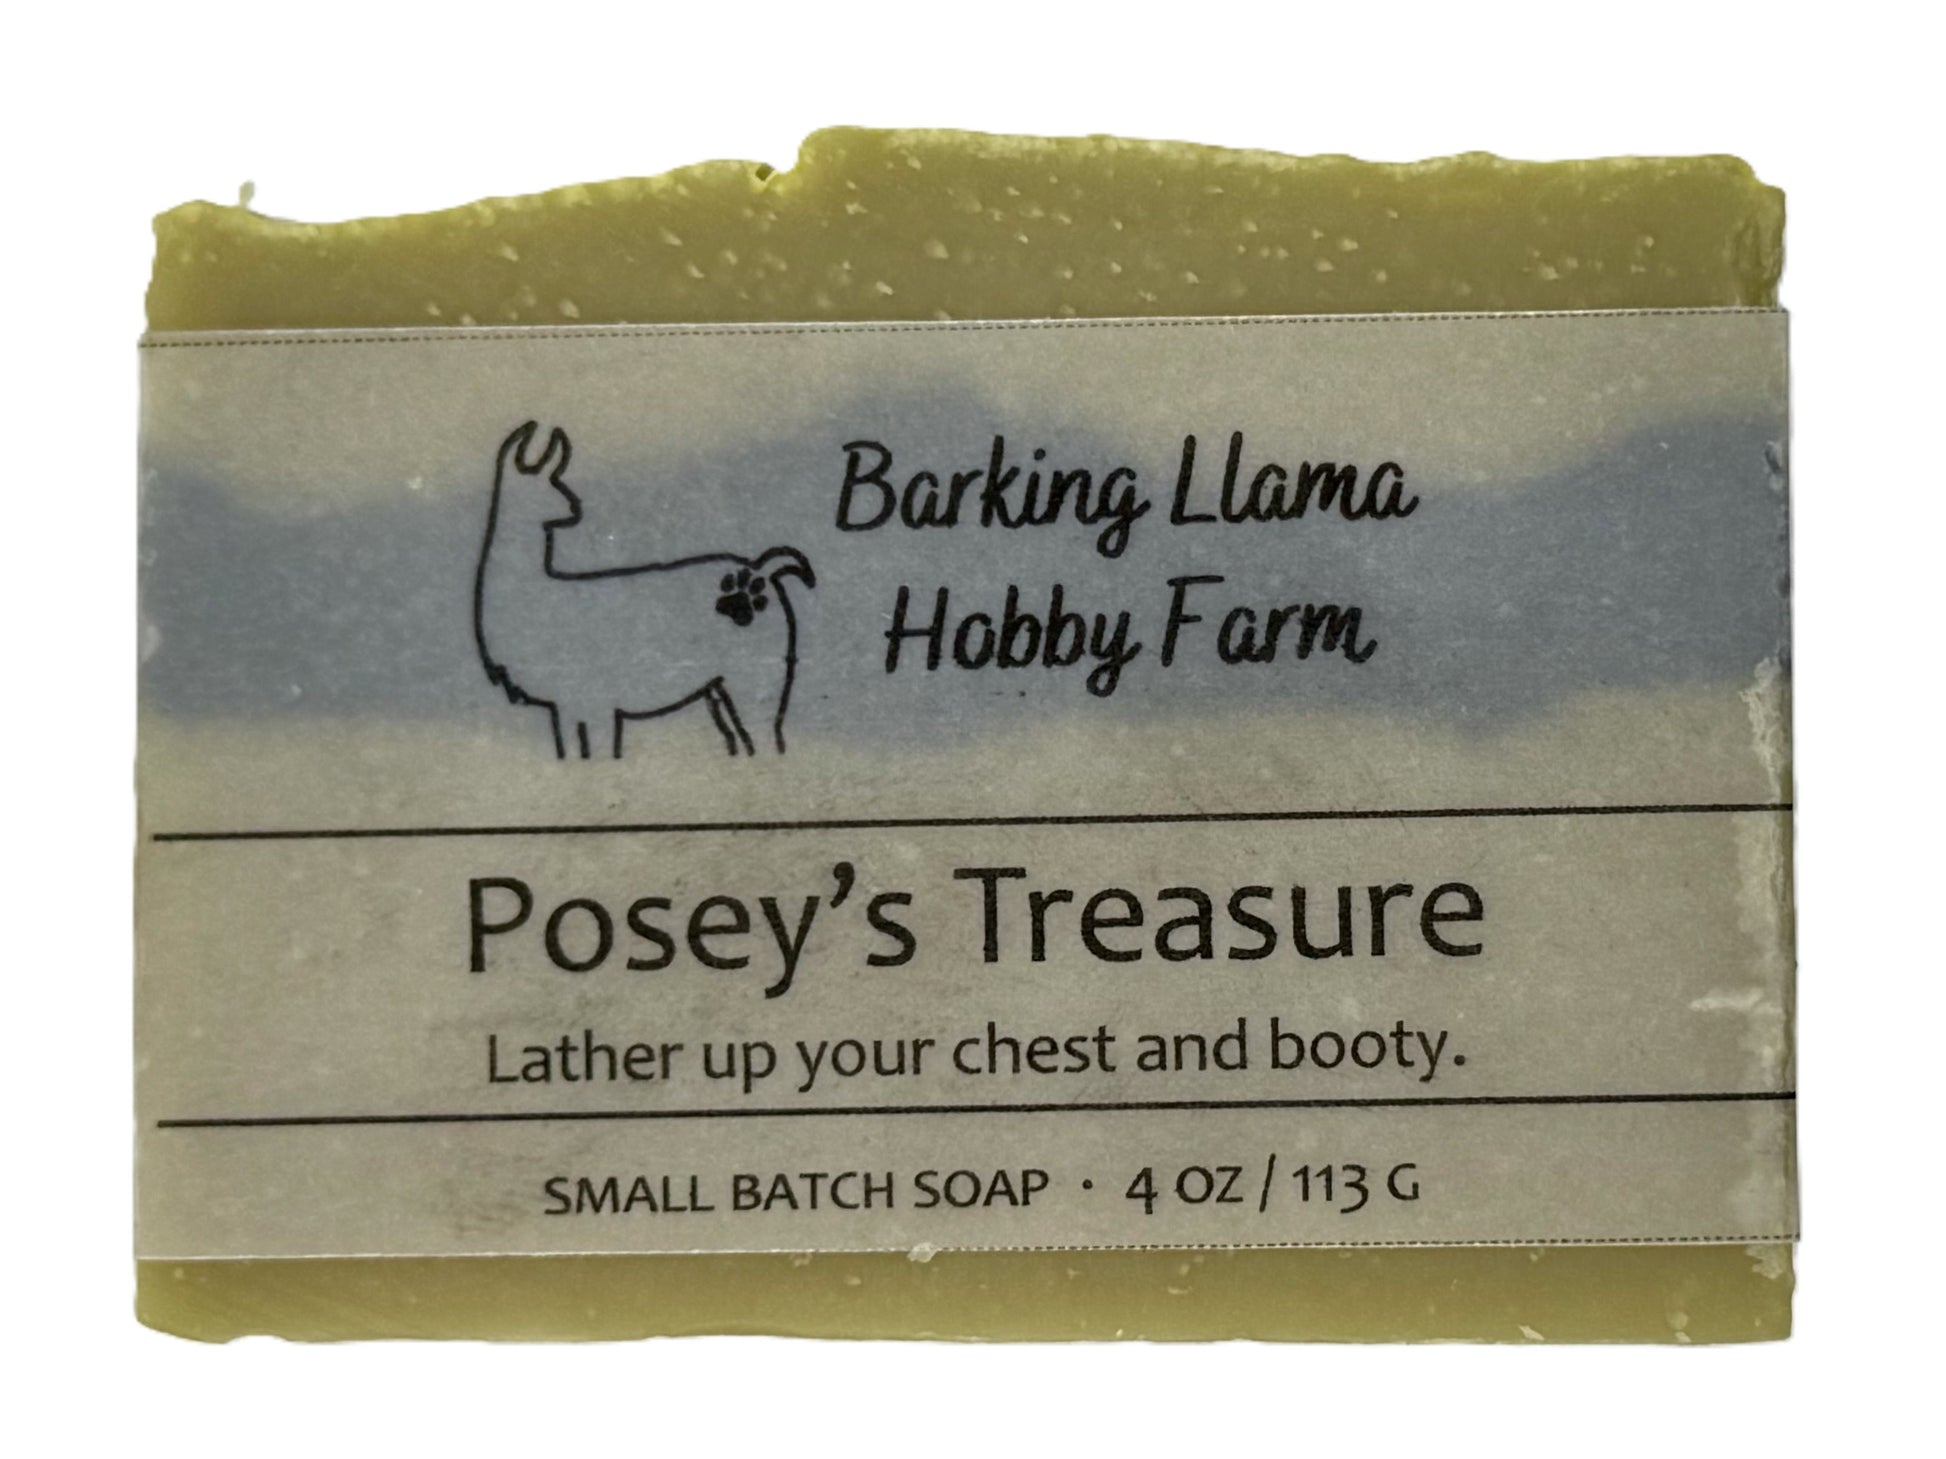 Barking Llama
Hobby Farm
Posey's Treasure
Lather up your chest and booty.
SMALL BATCH SOAP · 4 OZ / 113 G